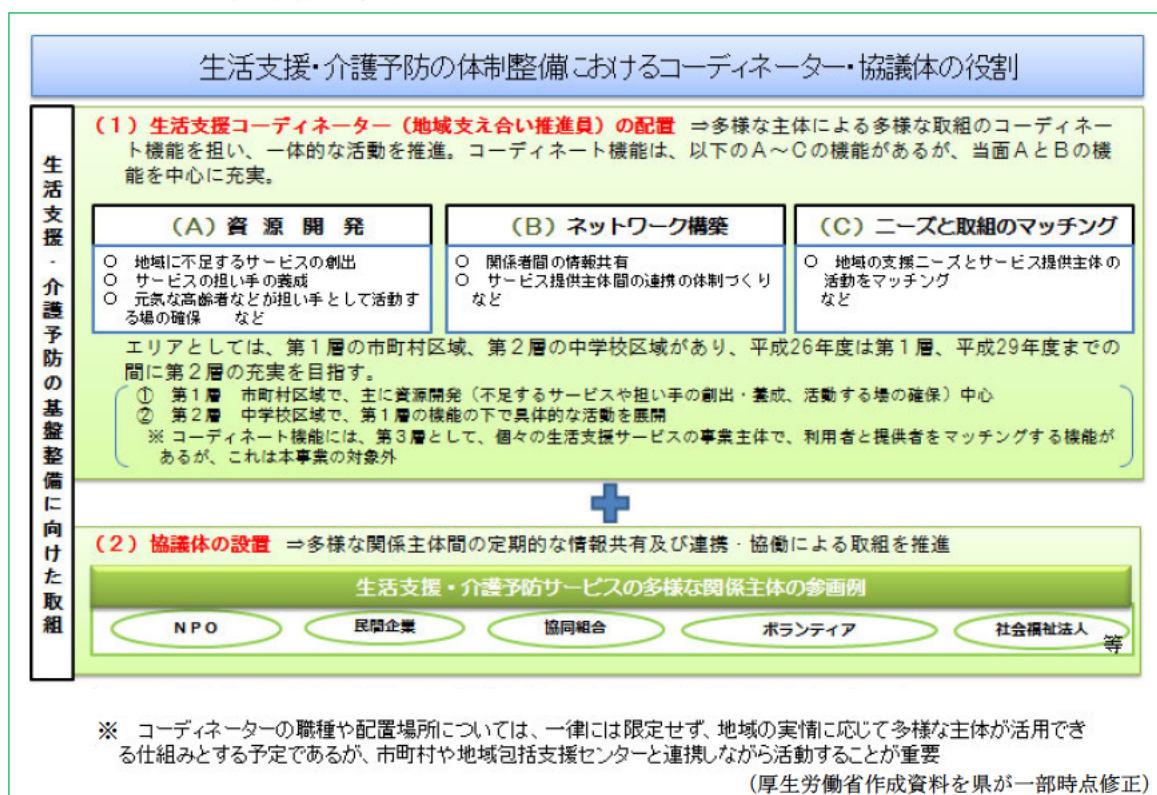 生活支援・介護予防の体制整備におけるコーディネーター・協議体の役割
生活支援・介護予防の基盤整備に向けた取組
(1)生活支援コーディネーター(地域支え合い推進員)の配置 ⇒多様な主体による多様な取組のコーディネー
ト機能を担い、一体的な活動を推進。コーディネート機能は、以下のA～Cの機能があるが、当面AとBの機
能を中心に充実。
(A)資源開発
○ 地域に不足するサービスの創出
○ サービスの担い手の養成
○ 元気な高齢者などが担い手として活動す
る場の確保 など
(B)ネットワーク構築
○ 関係者間の情報共有
○ サービス提供主体間の連携の体制づくり
など
(C)ニーズと取組のマッチング
○ 地域の支援ニーズとサービス提供主体の
活動をマッチング
など
エリアとしては、第1層の市町村区域、第2層の中学校区域があり、平成26年度は第1層、平成29年度までの
間に第2層の充実を目指す。
① 第1層 市町村区域で、主に資源開発(不足するサービスや担い手の創出・養成、活動する場の確保)中心
② 第2層 中学校区域で、第1層の機能の下で具体的な活動を展開
※ コーディネート機能には、第3層として、個々の生活支援サービスの事業主体で、利用者と提供者をマッチングする機能が
あるが、これは本事業の対象外
(2)協議体の設置 ⇒多様な関係主体間の定期的な情報共有及び連携・協働による取組を推進
生活支援・介護予防サービスの多様な関係主体の参画例
NPO
民間企業
協同組合
ボランティア
社会福祉法人
等
※ コーディネーターの職種や配置場所については、一律には限定せず、地域の実情に応じて多様な主体が活用でき
る仕組みとする予定であるが、市町村や地域包括支援センターと連携しながら活動することが重要
(厚生労働省作成資料を県が一部時点修正)